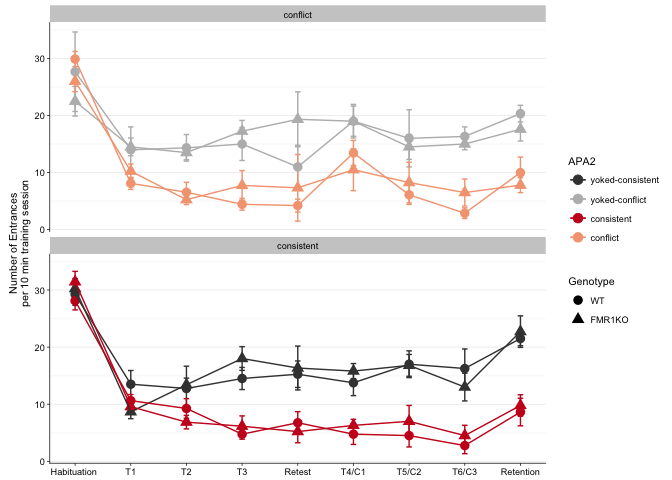 conflict
30
20
10
0
consistent
30
20
10
0
Number of Entrances
per 10 min training session
Habituation T1 T2 T3 Retest T4/C1 T5/C2 T6/C3 Retention
APA2
yoked-consistent
yoked-conflict
consistent
conflict
Genotype
WT
FMR1KO